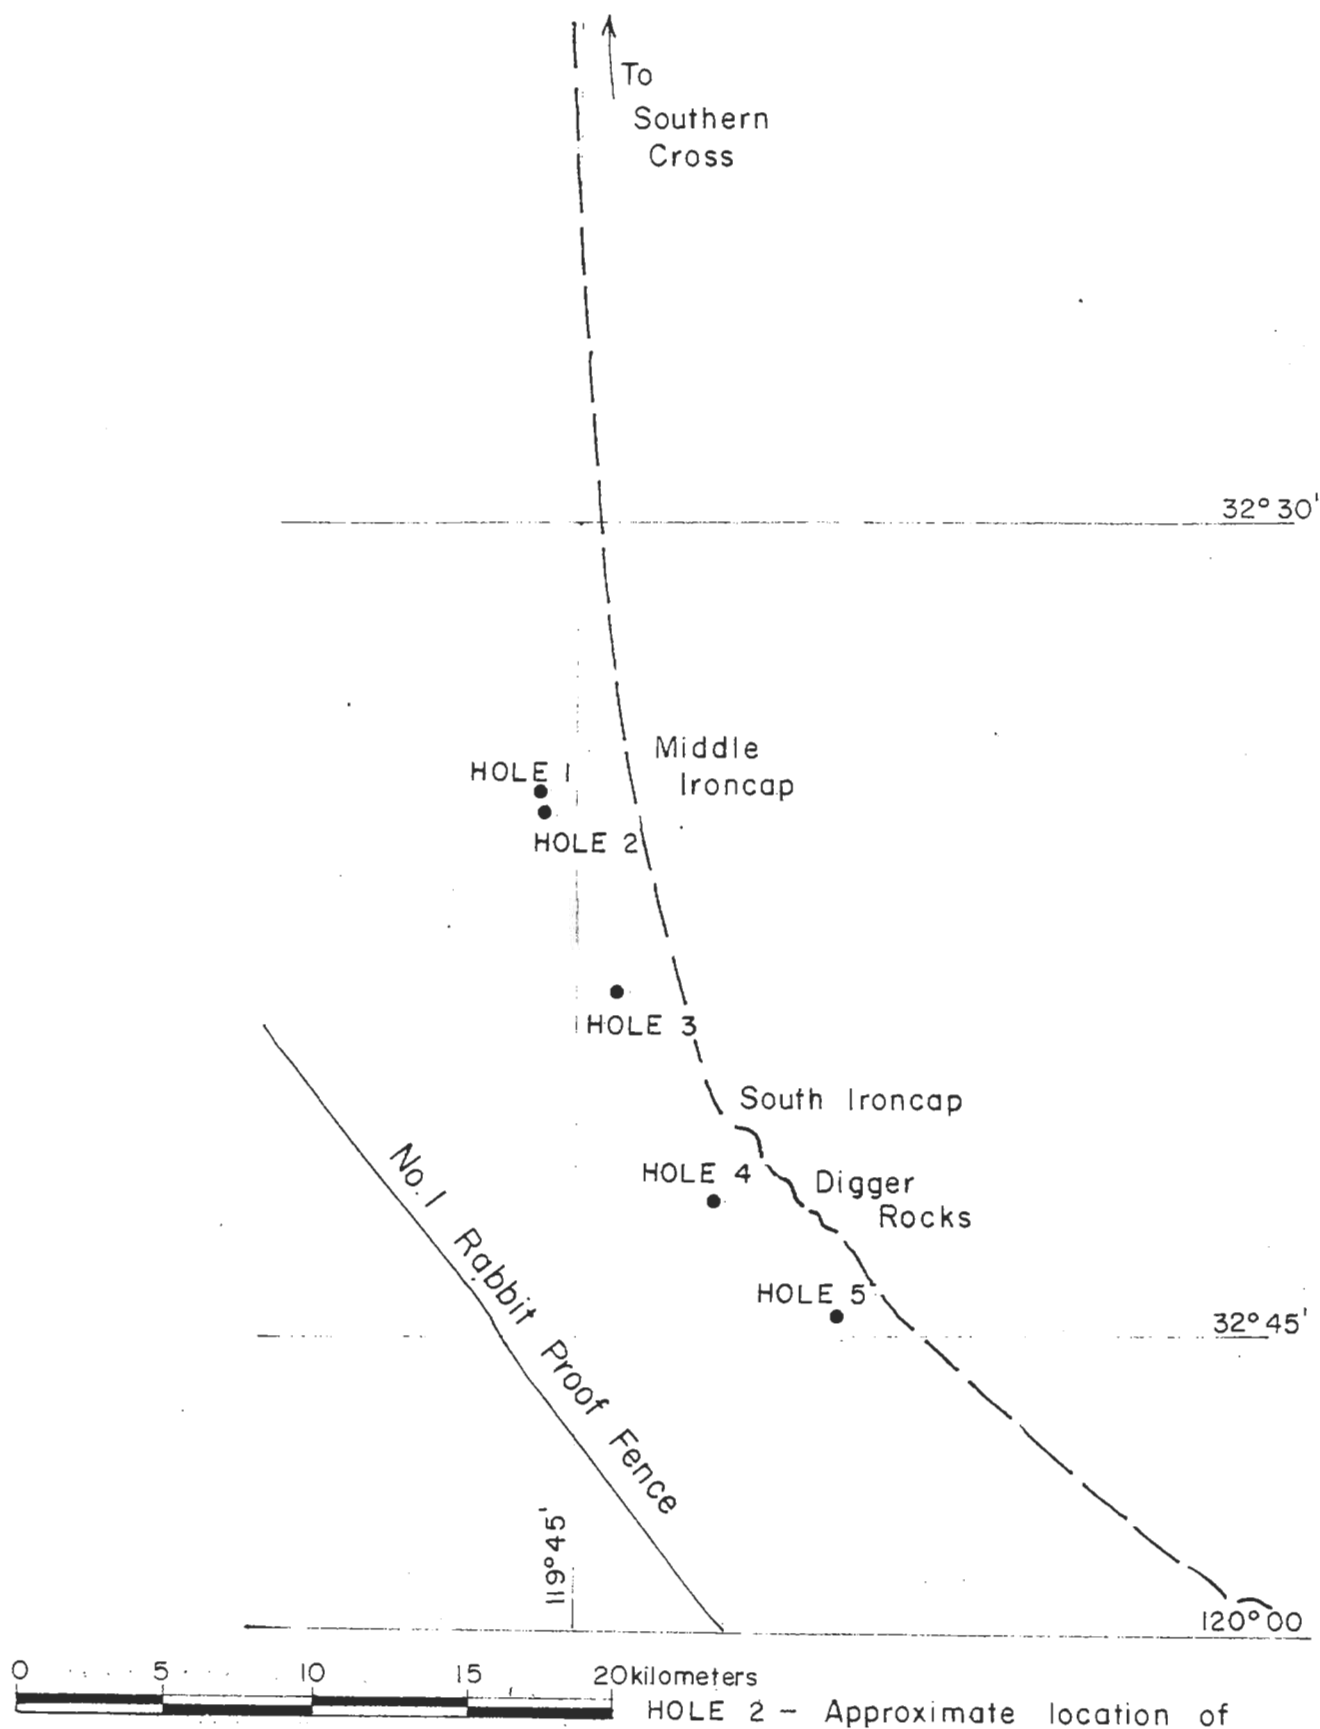 To
Southern
Cross
32° 30'
Middle
Ironcap
HOLE 1
HOLE 2
HOLE 3
South Ironcap
No. 1 Rabbit Proof Fence
HOLE 4
Digger
Rocks
HOLE 5
32° 45'
119° 45'
120° 00
0 5 10 15 20 kilometers
HOLE 2 - Approximate location of